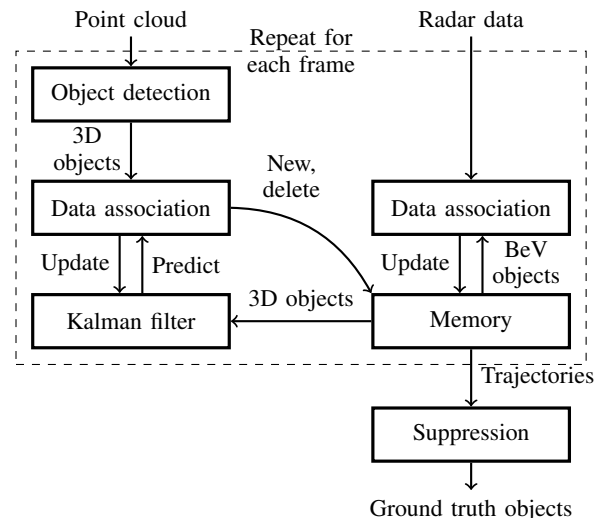 Point cloud
Radar data
Repeat for
each frame
Object detection
3D
objects
New,
delete
Data association
Data association
Update
Predict
Update
BeV
objects
3D objects
Kalman filter
Memory
Trajectories
Suppression
Ground truth objects